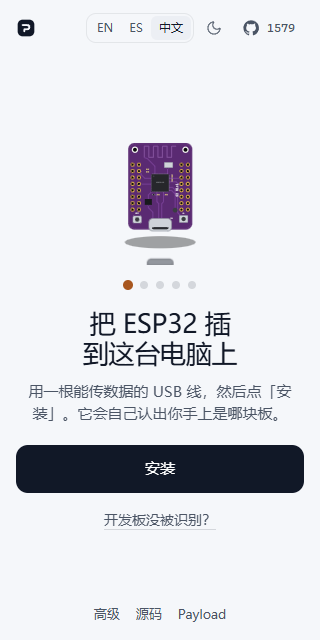 EN ES 中文 1579
把 ESP32 插
到这台电脑上
用一根能传数据的 USB 线，然后点「安
装」。它会自己认出你手上是哪块板。
安装
开发板没被识别？
高级 源码 Payload